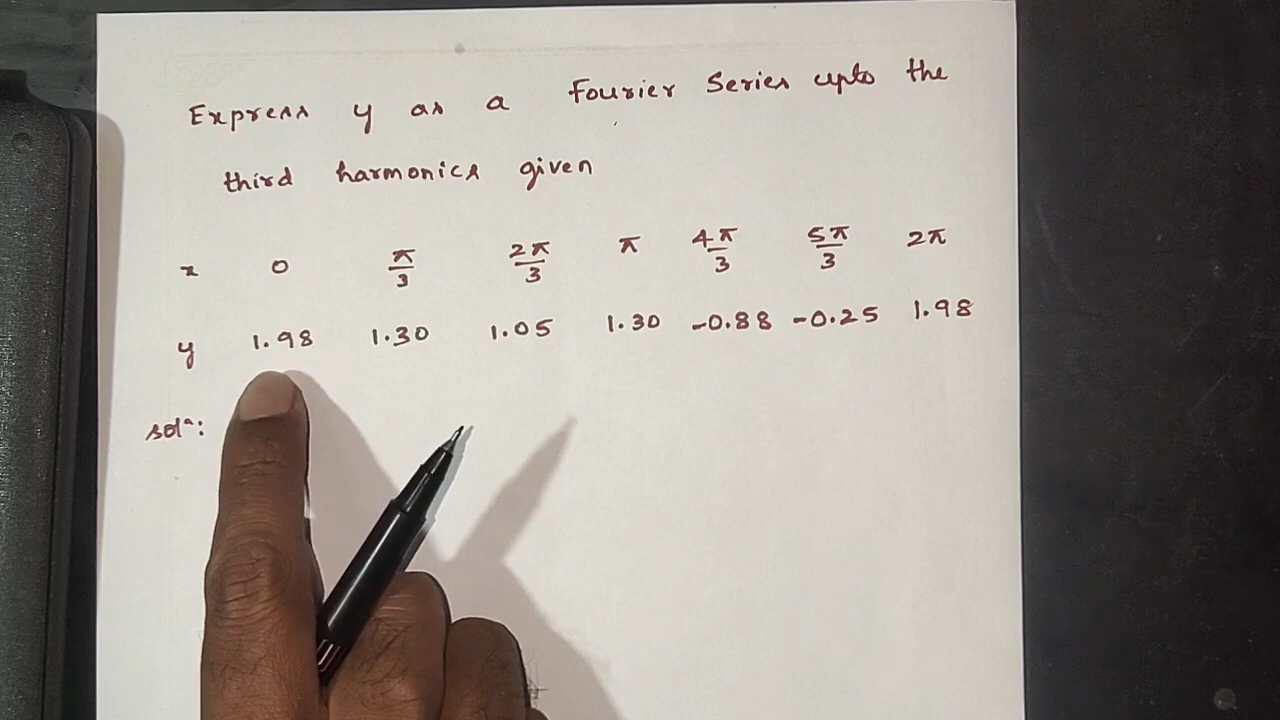 Express y as a Fourier Series upto the
third harmonics given
x 0 π/3 2π/3 π 4π/3 5π/3 2π
y 1.98 1.30 1.05 1.30 -0.88 -0.25 1.98
solⁿ: